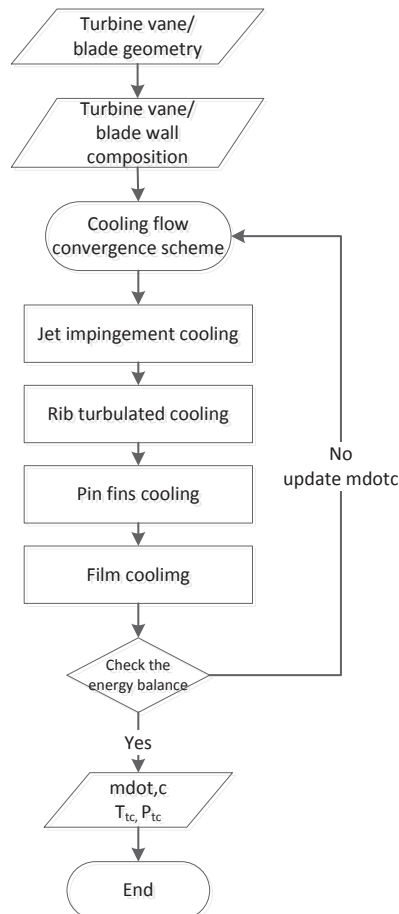 Turbine vane/
blade geometry
Turbine vane/
blade wall
composition
Cooling flow
convergence scheme
Jet impingement cooling
Rib turbulated cooling
Pin fins cooling
Film coolimg
Check the
energy balance
No
update mdotc
Yes
mdot,c
Ttc, Ptc
End